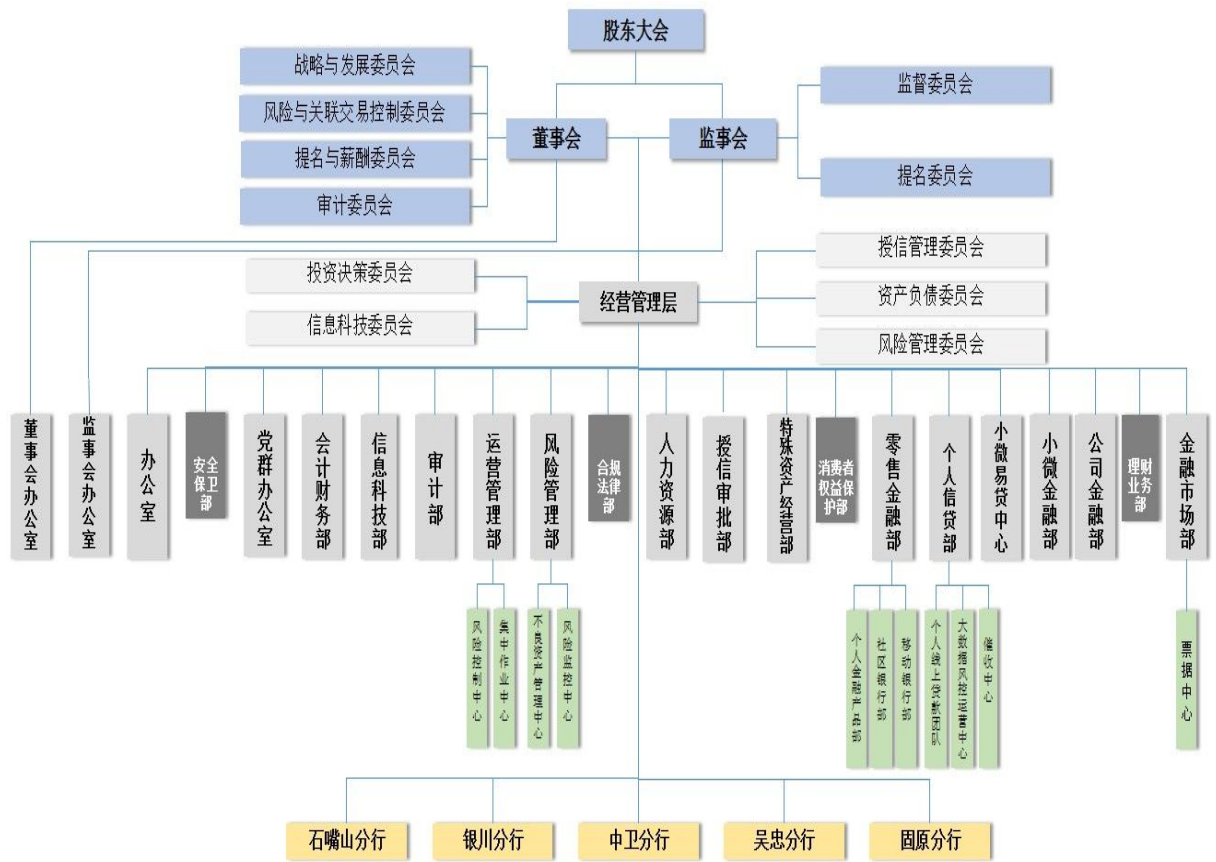 股东大会
战略与发展委员会
风险与关联交易控制委员会
提名与薪酬委员会
审计委员会
董事会
监事会
监督委员会
提名委员会
投资决策委员会
信息科技委员会
经营管理层
授信管理委员会
资产负债委员会
风险管理委员会
董事会办公室
监事会办公室
办公室
安全
保卫
部
党群办公室
会计财务部
信息科技部
审计部
运营管理部
风险管理部
合规
法律
部
人力资源部
授信审批部
特殊资产经营部
消费者
权益保
护部
零售金融部
个人信贷部
小微易贷中心
小微金融部
公司金融部
理财
业务
部
金融市场部
风险控制中心
集中作业中心
不良资产管理中心
风险监控中心
个人金融产品部
社区银行部
移动银行部
个人线上贷款团队
大数据风控运营中心
催收中心
票据中心
石嘴山分行
银川分行
中卫分行
吴忠分行
固原分行